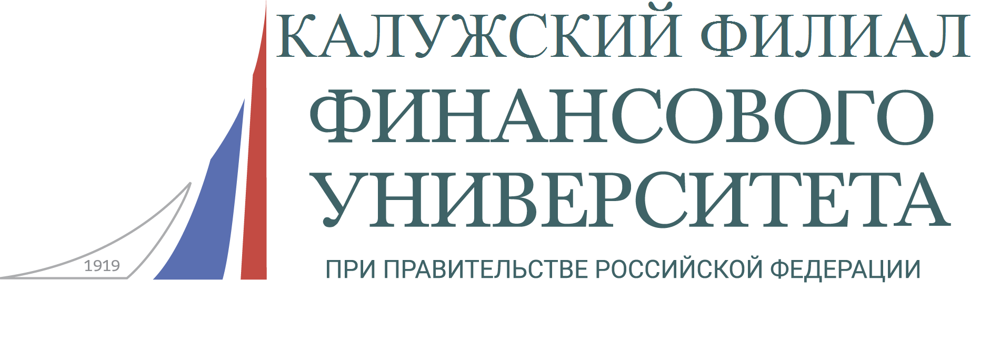 КАЛУЖСКИЙ ФИЛИАЛ
ФИНАНСОВОГО
УНИВЕРСИТЕТА
ПРИ ПРАВИТЕЛЬСТВЕ РОССИЙСКОЙ ФЕДЕРАЦИИ
1919